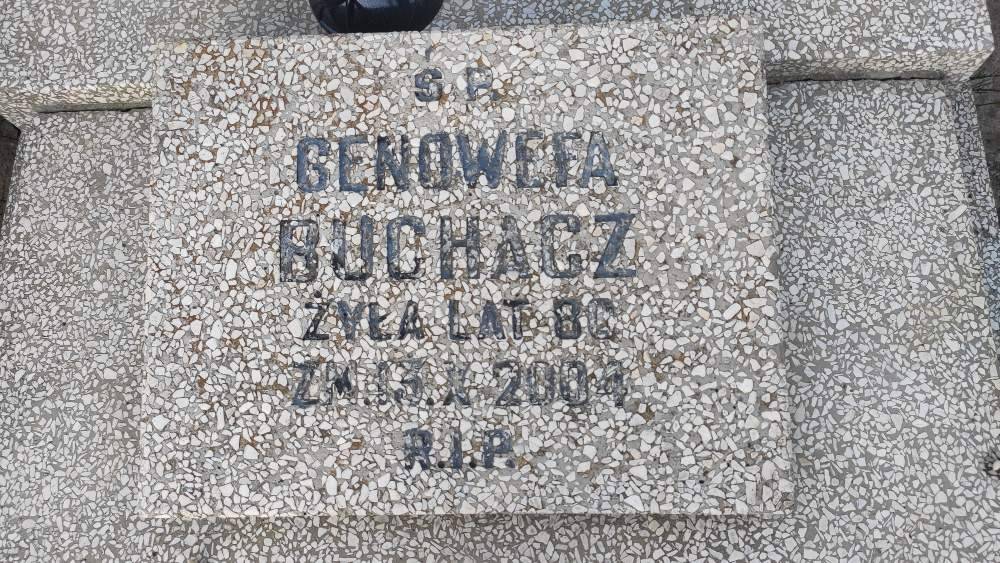 Ś P.
GENOWEFA
BUCHACZ
ŻYŁA LAT 80
ZM.13.X 2004
R.I.P.